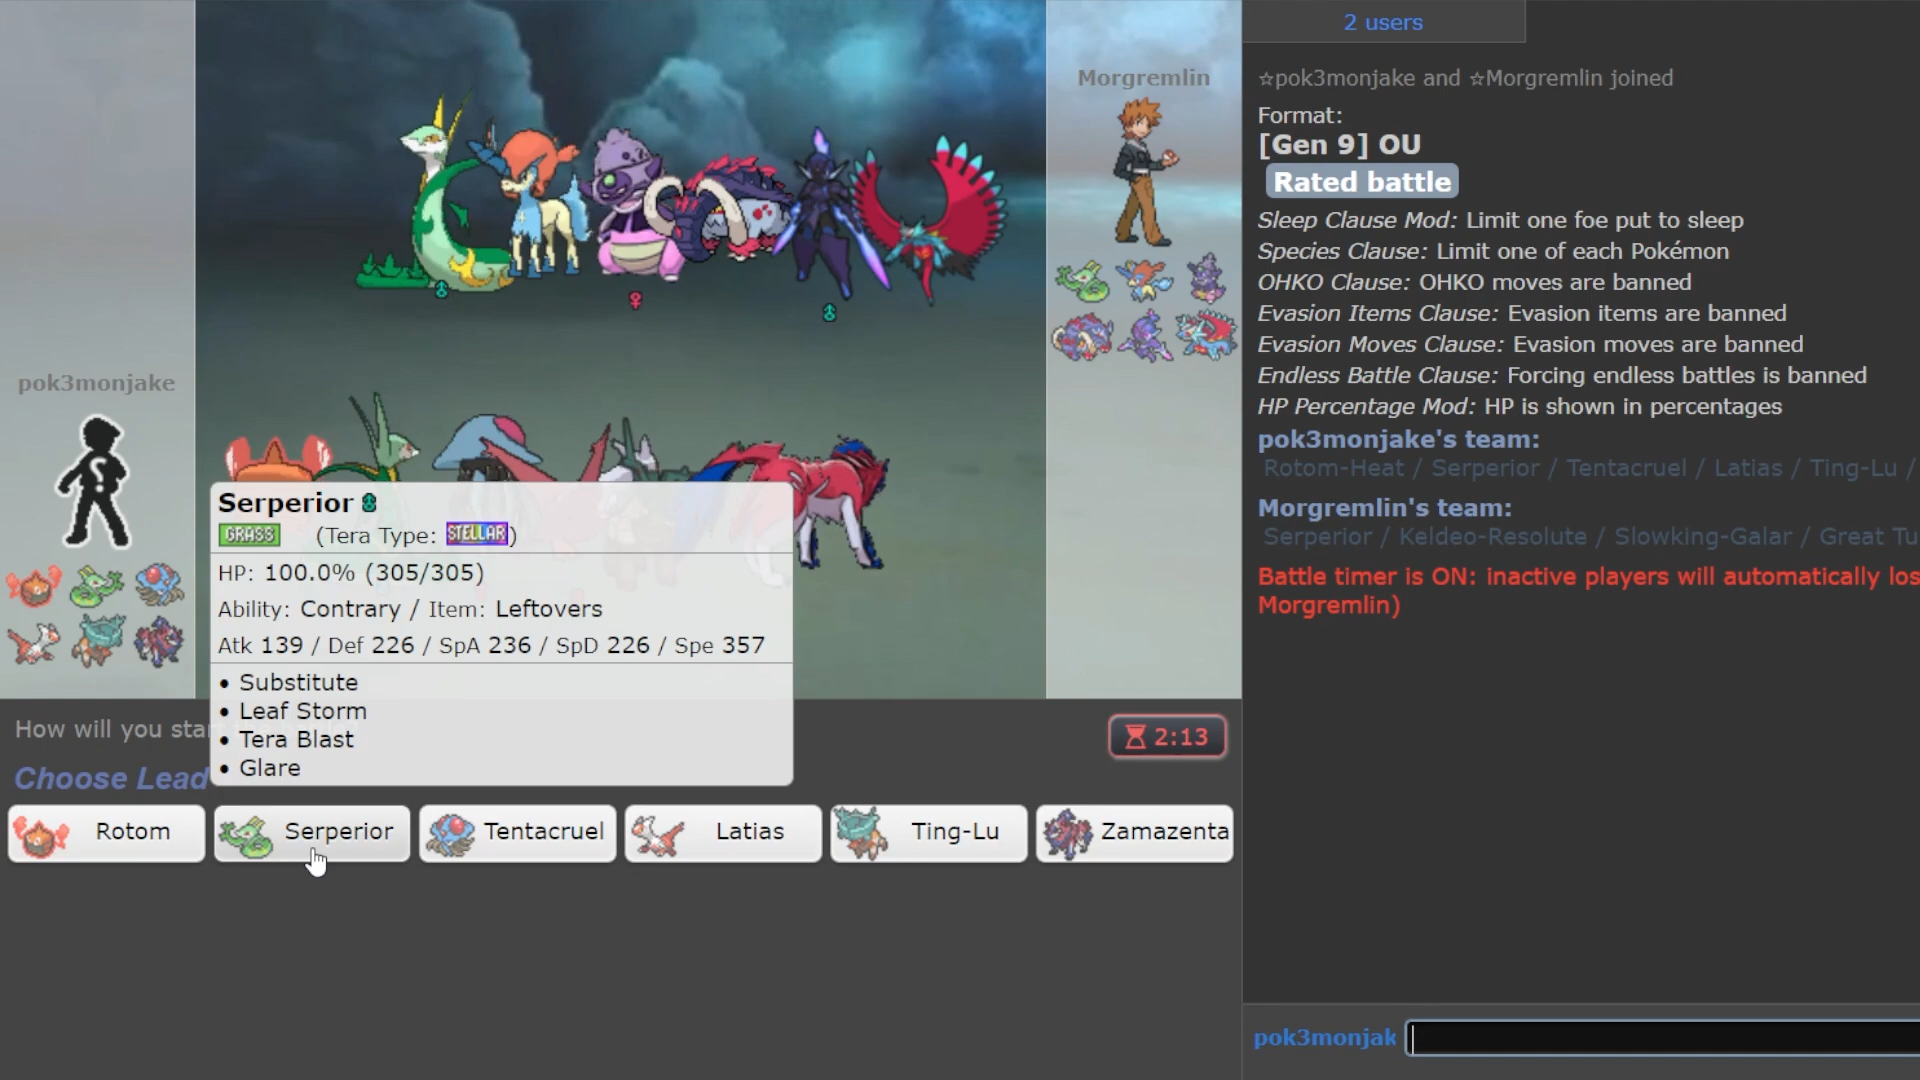 2 users
☆pok3monjake and ☆Morgremlin joined
Format:
[Gen 9] OU
Rated battle
Sleep Clause Mod: Limit one foe put to sleep
Species Clause: Limit one of each Pokémon
OHKO Clause: OHKO moves are banned
Evasion Items Clause: Evasion items are banned
Evasion Moves Clause: Evasion moves are banned
Endless Battle Clause: Forcing endless battles is banned
HP Percentage Mod: HP is shown in percentages
pok3monjake's team:
Rotom-Heat / Serperior / Tentacruel / Latias / Ting-Lu /
Morgremlin's team:
Serperior / Keldeo-Resolute / Slowking-Galar / Great Tu
Battle timer is ON: inactive players will automatically los
Morgremlin)
pok3monjak
Morgremlin
pok3monjake
Serperior
GRASS (Tera Type: STELLAR)
HP: 100.0% (305/305)
Ability: Contrary / Item: Leftovers
Atk 139 / Def 226 / SpA 236 / SpD 226 / Spe 357
• Substitute
• Leaf Storm
• Tera Blast
• Glare
How will you star
2:13
Choose Lead
Rotom
Serperior
Tentacruel
Latias
Ting-Lu
Zamazenta